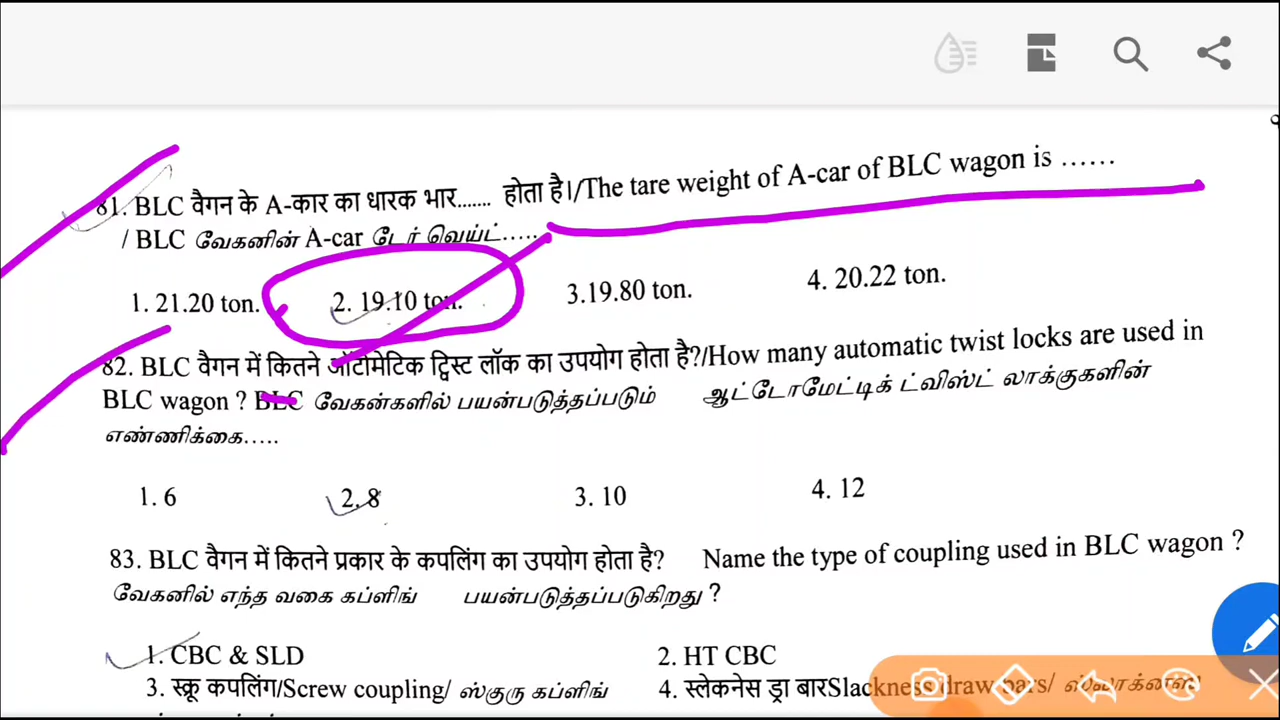 81. BLC वैगन के A-कार का धारक भार....... होता है।/The tare weight of A-car of BLC wagon is ……
/ BLC வேகனின் A-car டேர் வெய்ட்…..
1. 21.20 ton. 2. 19.10 ton. 3.19.80 ton. 4. 20.22 ton.
82. BLC वैगन में कितने ऑटोमेटिक ट्विस्ट लॉक का उपयोग होता है?/How many automatic twist locks are used in
BLC wagon ? BLC வேகன்களில் பயன்படுத்தப்படும் ஆட்டோமேட்டிக் ட்விஸ்ட் லாக்குகளின்
எண்ணிக்கை…..
1. 6 2. 8 3. 10 4. 12
83. BLC वैगन में कितने प्रकार के कपलिंग का उपयोग होता है? Name the type of coupling used in BLC wagon ?
வேகனில் எந்த வகை கப்ளிங் பயன்படுத்தப்படுகிறது ?
1. CBC & SLD 2. HT CBC
3. स्क्रू कपलिंग/Screw coupling/ ஸ்குரு கப்ளிங் 4. स्लेकनेस ड्रा बारSlackness draw bars/ ஸ்லாக்னஸ்